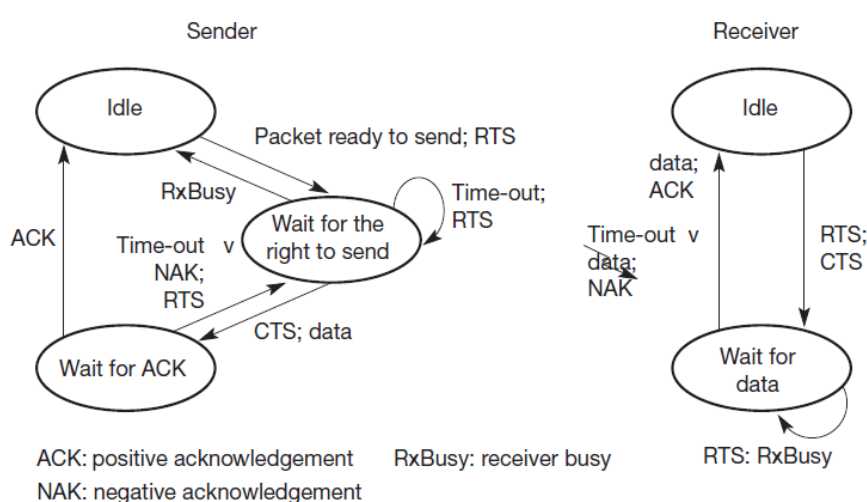 Sender
Receiver
Idle
Idle
Packet ready to send; RTS
RxBusy
data;
ACK
Time-out;
RTS
Wait for the
right to send
ACK
Time-out v
NAK;
RTS
Time-out v
data;
NAK
RTS;
CTS
CTS; data
Wait for ACK
Wait for
data
ACK: positive acknowledgement
RxBusy: receiver busy
RTS: RxBusy
NAK: negative acknowledgement